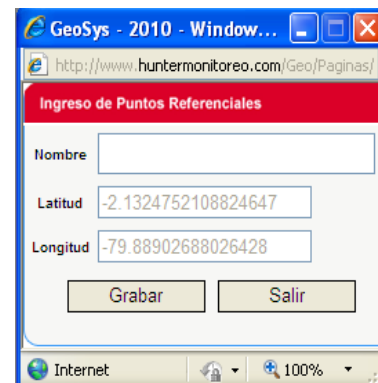 GeoSys - 2010 - Window...
http://www.huntermonitoreo.com/Geo/Paginas/
Ingreso de Puntos Referenciales
Nombre
Latitud -2.1324752108824647
Longitud -79.88902688026428
Grabar Salir
Internet 100%